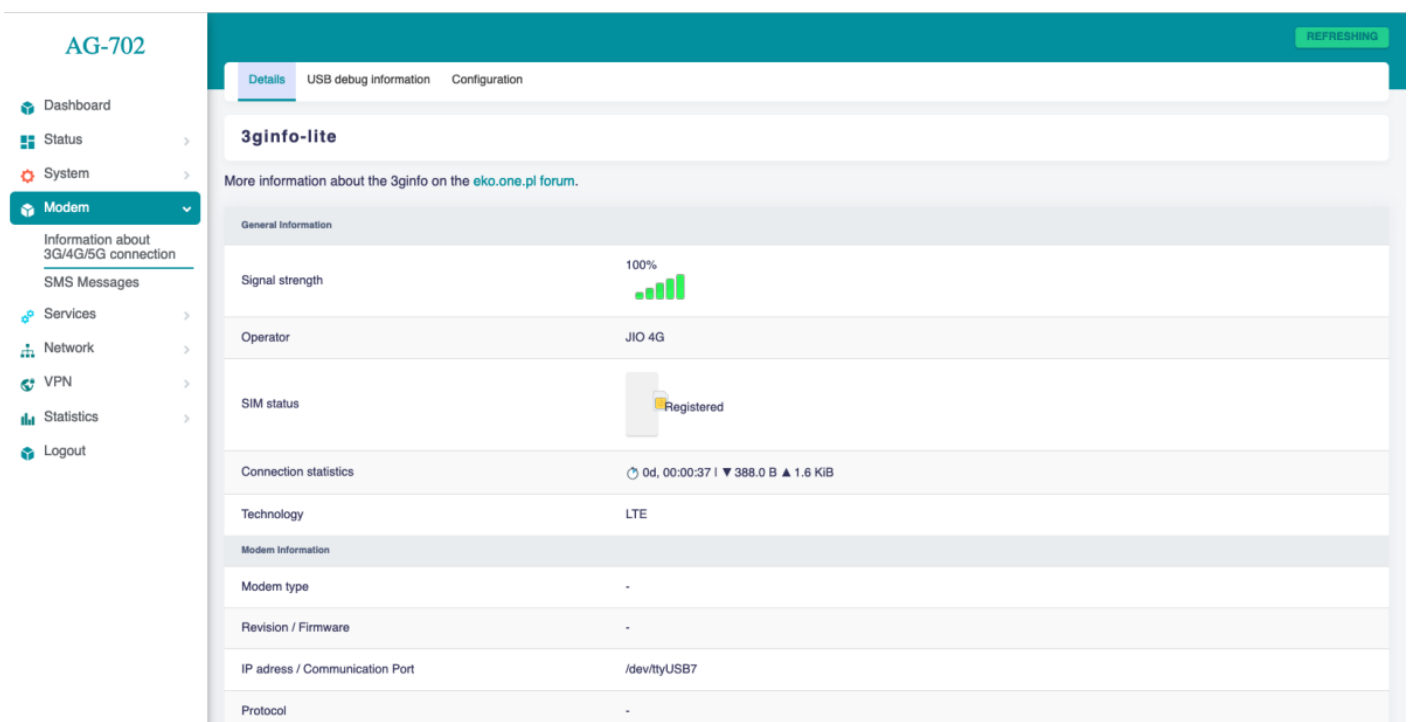 AG-702
REFRESHING
Details USB debug information Configuration
Dashboard
Status
System
Modem
Information about
3G/4G/5G connection
SMS Messages
Services
Network
VPN
Statistics
Logout
3ginfo-lite
More information about the 3ginfo on the eko.one.pl forum.
General Information
Signal strength 100%
Operator JIO 4G
SIM status Registered
Connection statistics 0d, 00:00:37 | ▼ 388.0 B ▲ 1.6 KiB
Technology LTE
Modem Information
Modem type -
Revision / Firmware -
IP adress / Communication Port /dev/ttyUSB7
Protocol -